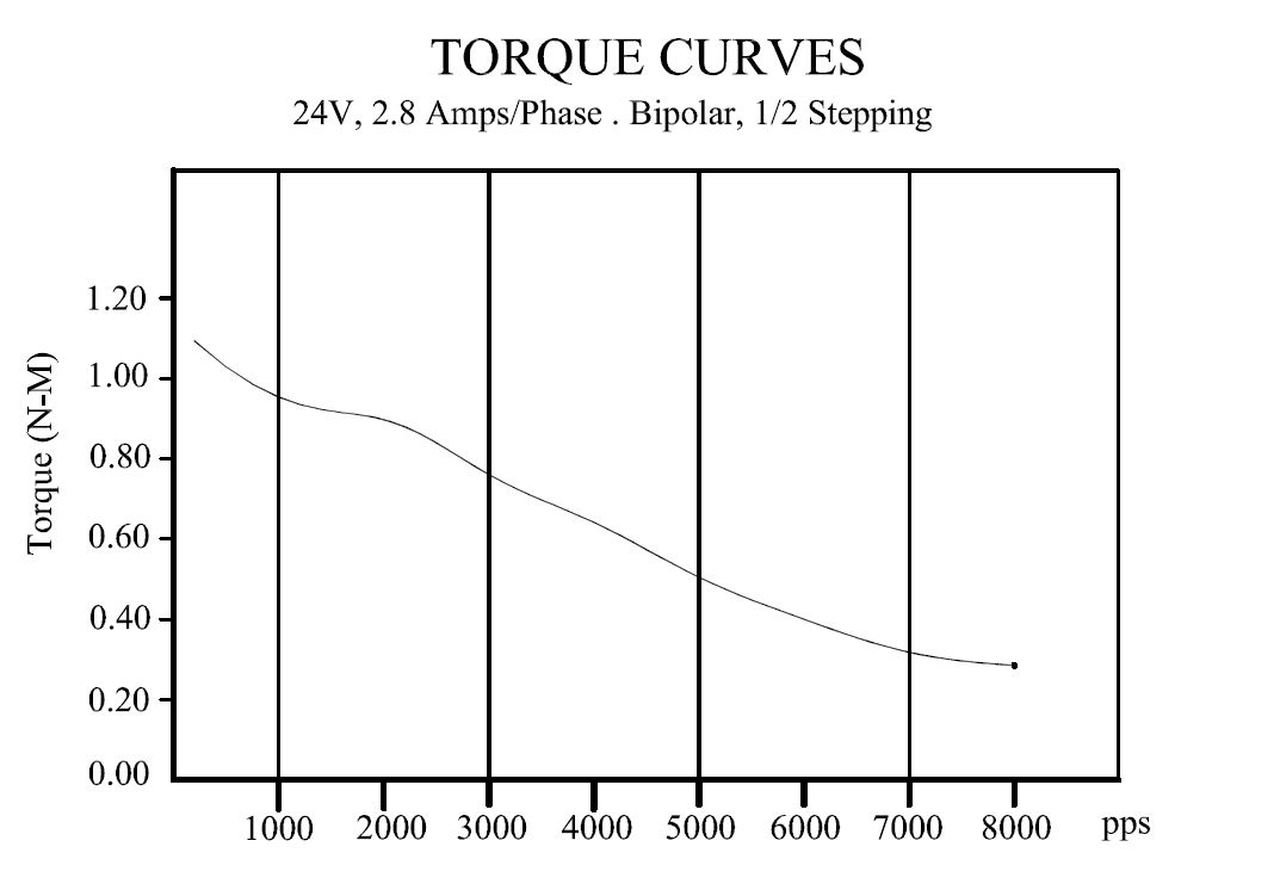 TORQUE CURVES
24V, 2.8 Amps/Phase . Bipolar, 1/2 Stepping
Torque (N-M)
1.20
1.00
0.80
0.60
0.40
0.20
0.00
1000 2000 3000 4000 5000 6000 7000 8000 pps